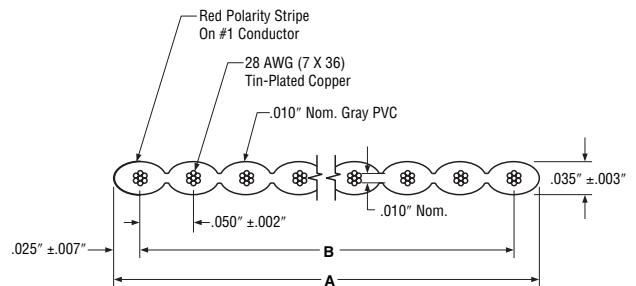 Red Polarity Stripe
On #1 Conductor
28 AWG (7 X 36)
Tin-Plated Copper
.010" Nom. Gray PVC
.035" ±.003"
.010" Nom.
.050" ±.002"
.025" ±.007"
B
A